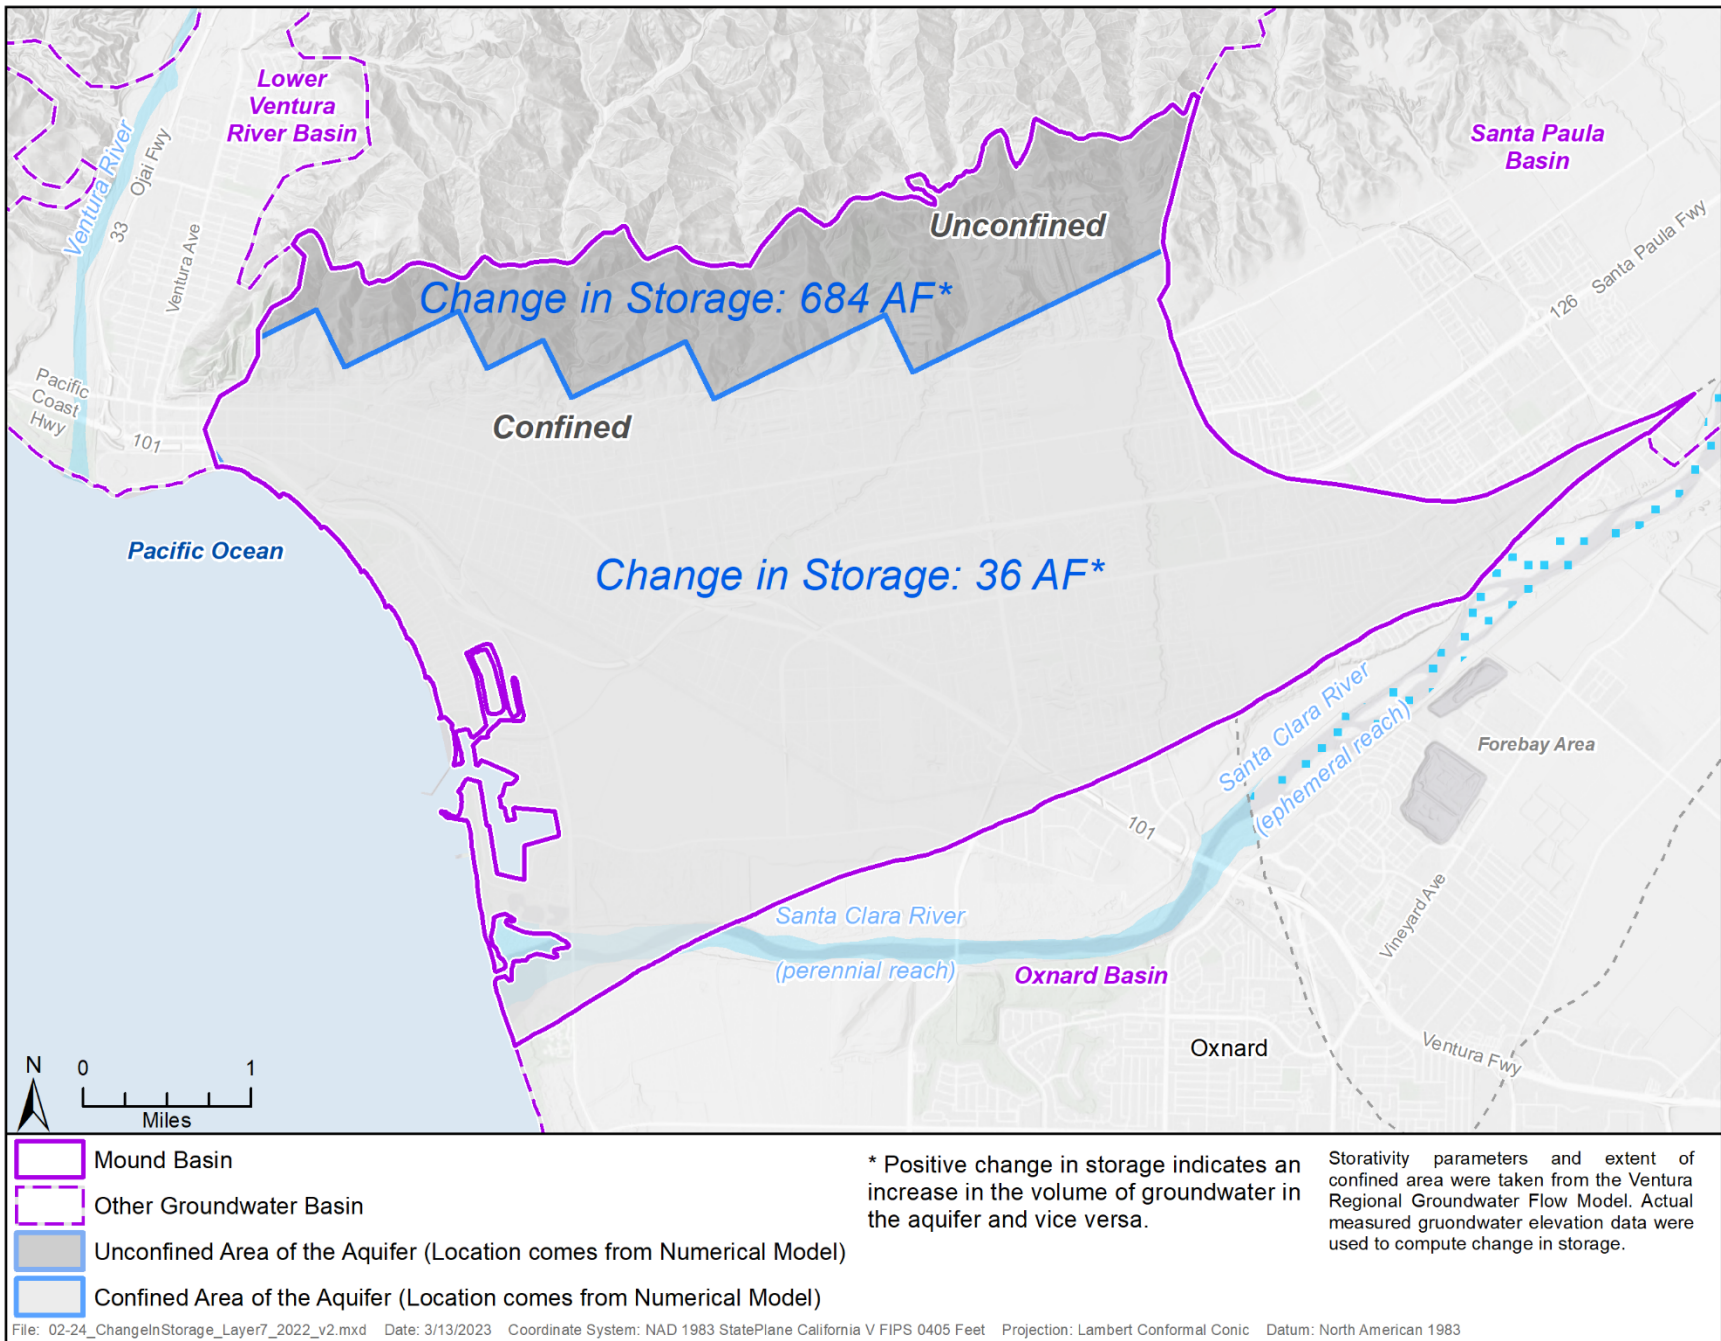 Lower
Ventura
River Basin
Santa Paula
Basin
Ventura River
33
Ojai Fwy
Ventura Ave
Unconfined
Santa Paula Fwy
126
Change in Storage: 684 AF*
Pacific
Coast
Hwy
101
Confined
Pacific Ocean
Change in Storage: 36 AF*
Santa Clara River
(ephemeral reach)
Forebay Area
101
Vineyard Ave
Santa Clara River
(perennial reach)
Oxnard Basin
Oxnard
Ventura Fwy
N
0 1
Miles
Mound Basin
Other Groundwater Basin
Unconfined Area of the Aquifer (Location comes from Numerical Model)
Confined Area of the Aquifer (Location comes from Numerical Model)
* Positive change in storage indicates an
increase in the volume of groundwater in
the aquifer and vice versa.
Storativity parameters and extent of
confined area were taken from the Ventura
Regional Groundwater Flow Model. Actual
measured gruondwater elevation data were
used to compute change in storage.
File: 02-24_ChangeInStorage_Layer7_2022_v2.mxd Date: 3/13/2023 Coordinate System: NAD 1983 StatePlane California V FIPS 0405 Feet Projection: Lambert Conformal Conic Datum: North American 1983